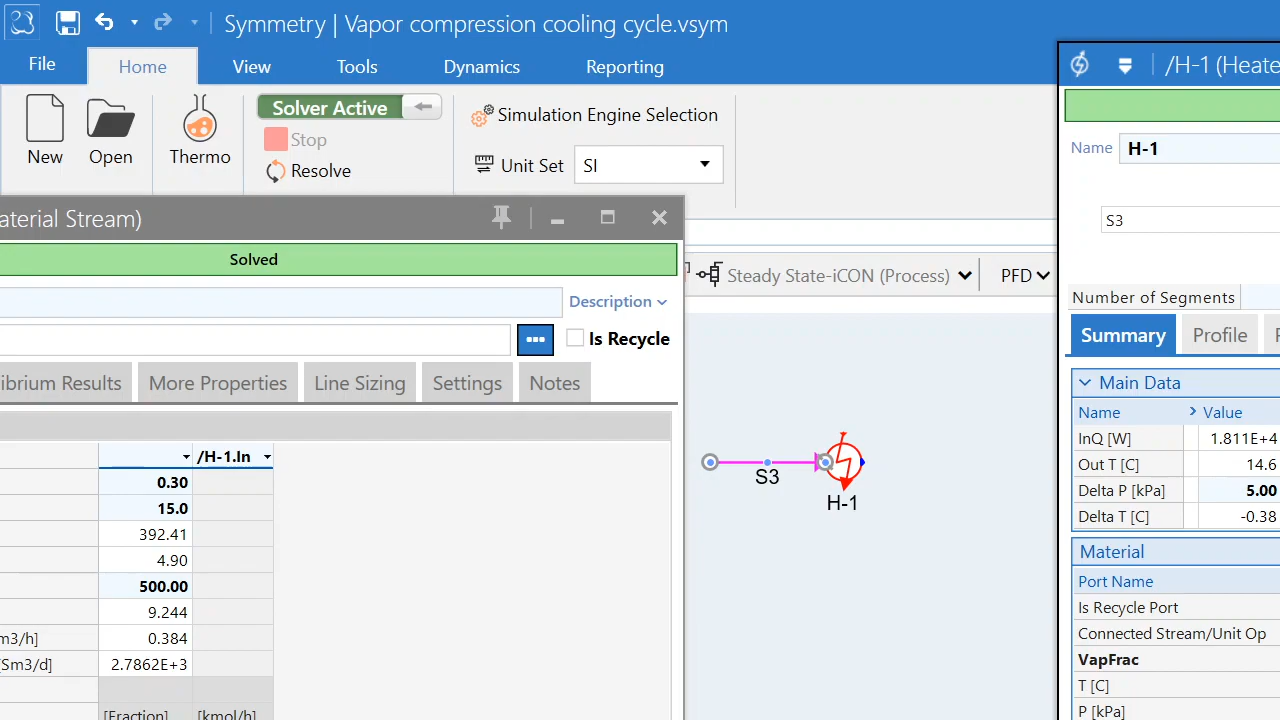 Symmetry | Vapor compression cooling cycle.vsym
File Home View Tools Dynamics Reporting
New Open Thermo
Solver Active
Stop
Resolve
Simulation Engine Selection
Unit Set SI
aterial Stream)
Solved
Description
Is Recycle
librium Results More Properties Line Sizing Settings Notes
/H-1.In
0.30
15.0
392.41
4.90
500.00
9.244
m3/h] 0.384
[Sm3/d] 2.7862E+3
[Fraction] [kmol/h]
Steady State-iCON (Process) PFD
S3
H-1
/H-1 (Heate
Name H-1
S3
Number of Segments
Summary Profile
Main Data
Name Value
InQ [W] 1.811E+4
Out T [C] 14.6
Delta P [kPa] 5.00
Delta T [C] -0.38
Material
Port Name
Is Recycle Port
Connected Stream/Unit Op
VapFrac
T [C]
P [kPa]